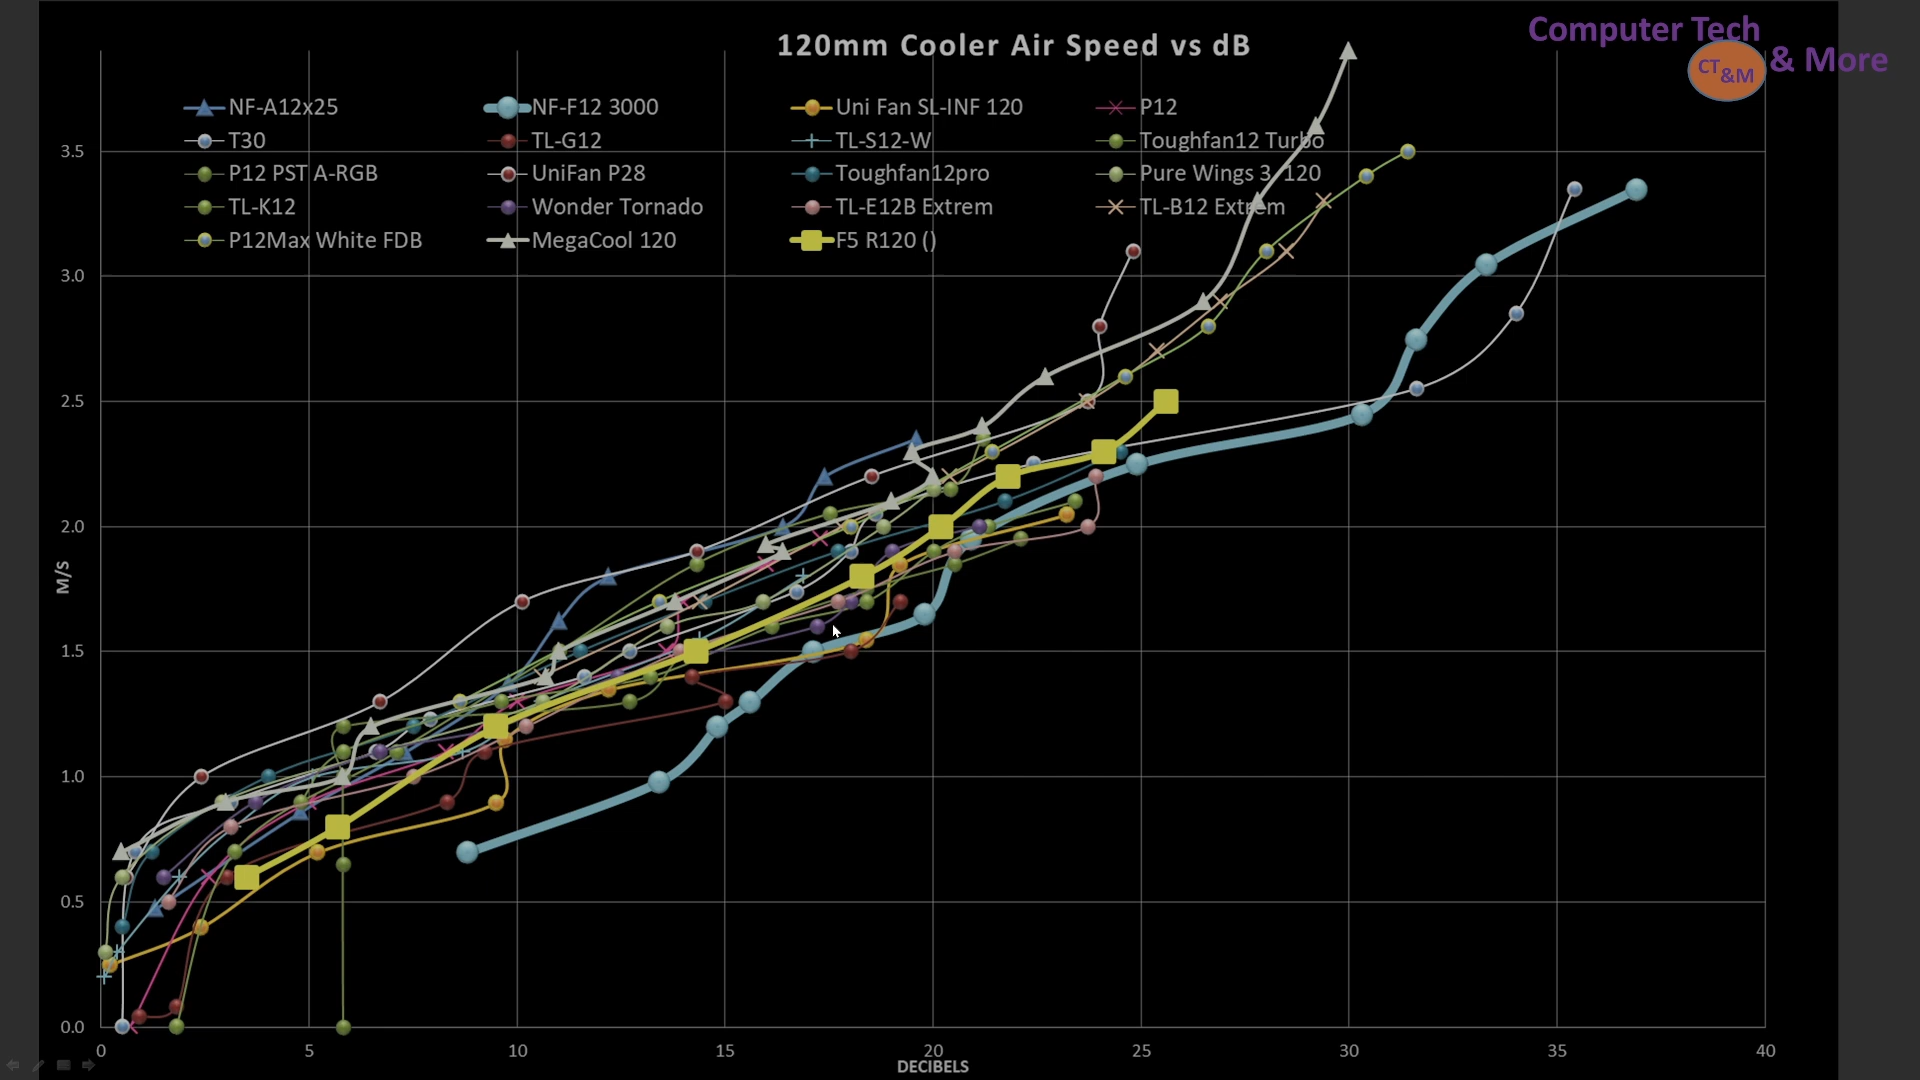 120mm Cooler Air Speed vs dB
Computer Tech
& More
CT
&M
NF-A12x25
NF-F12 3000
Uni Fan SL-INF 120
P12
T30
TL-G12
TL-S12-W
Toughfan12 Turbo
P12 PST A-RGB
UniFan P28
Toughfan12pro
Pure Wings 3 120
TL-K12
Wonder Tornado
TL-E12B Extrem
TL-B12 Extrem
P12Max White FDB
MegaCool 120
F5 R120 ()
3.5
3.0
2.5
2.0
1.5
1.0
0.5
0.0
M/S
0
5
10
15
20
25
30
35
40
DECIBELS